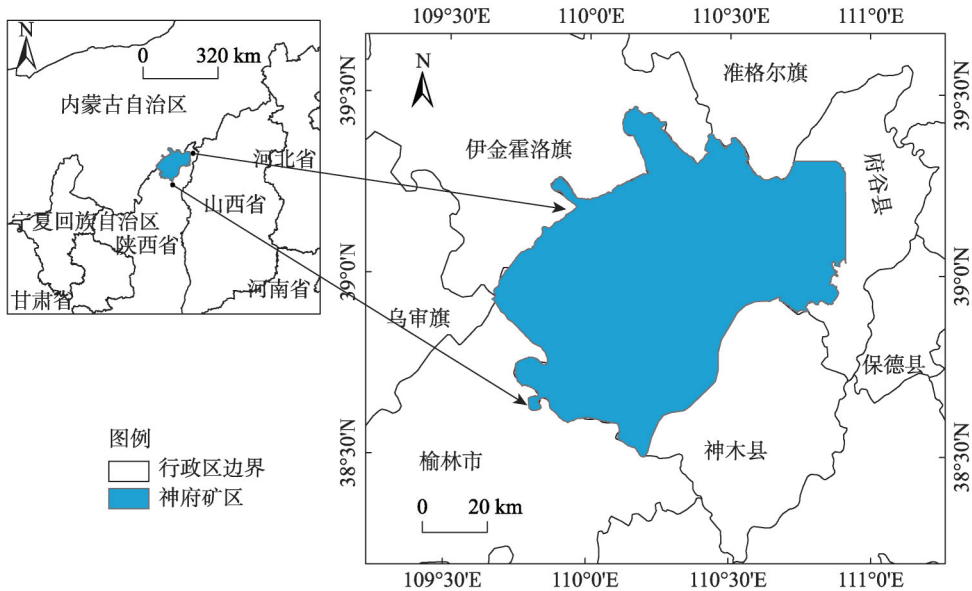 N
0 320 km
内蒙古自治区
河北省
山西省
宁夏回族自治区
陕西省
甘肃省
河南省
图例
行政区边界
神府矿区
109°30'E 110°0'E 110°30'E 111°0'E
39°30'N
39°0'N
38°30'N
N
准格尔旗
伊金霍洛旗
府谷县
乌审旗
保德县
神木县
榆林市
0 20 km
39°30'N
39°0'N
38°30'N
109°30'E 110°0'E 110°30'E 111°0'E